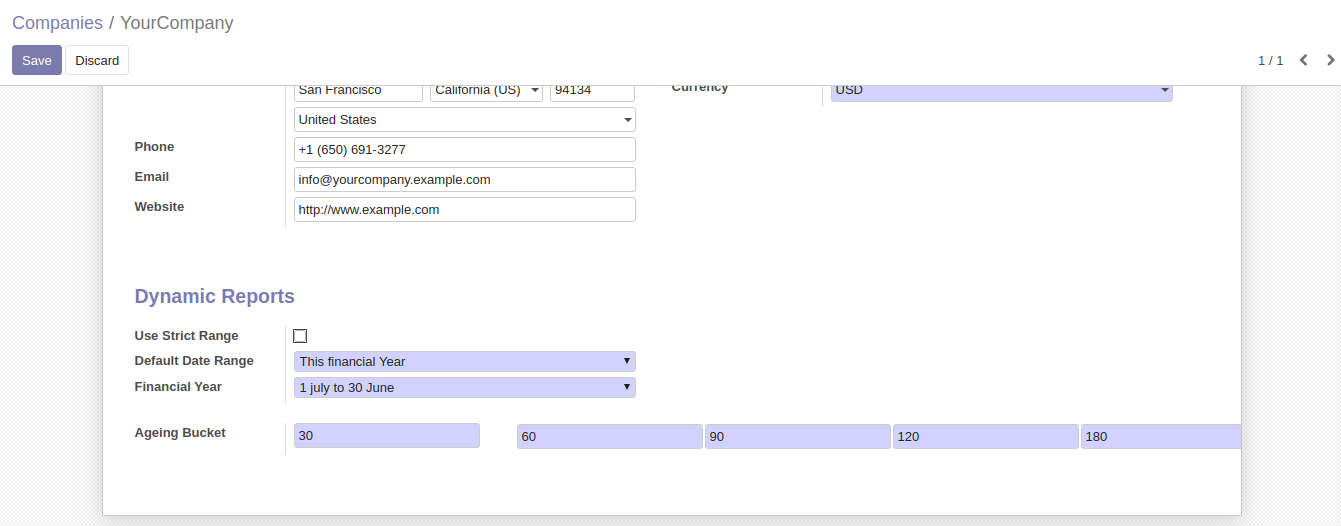 Companies / YourCompany
Save Discard 1 / 1
San Francisco California (US) 94134 Currency USD
United States
Phone +1 (650) 691-3277
Email info@yourcompany.example.com
Website http://www.example.com
Dynamic Reports
Use Strict Range
Default Date Range This financial Year
Financial Year 1 july to 30 June
Ageing Bucket 30 60 90 120 180